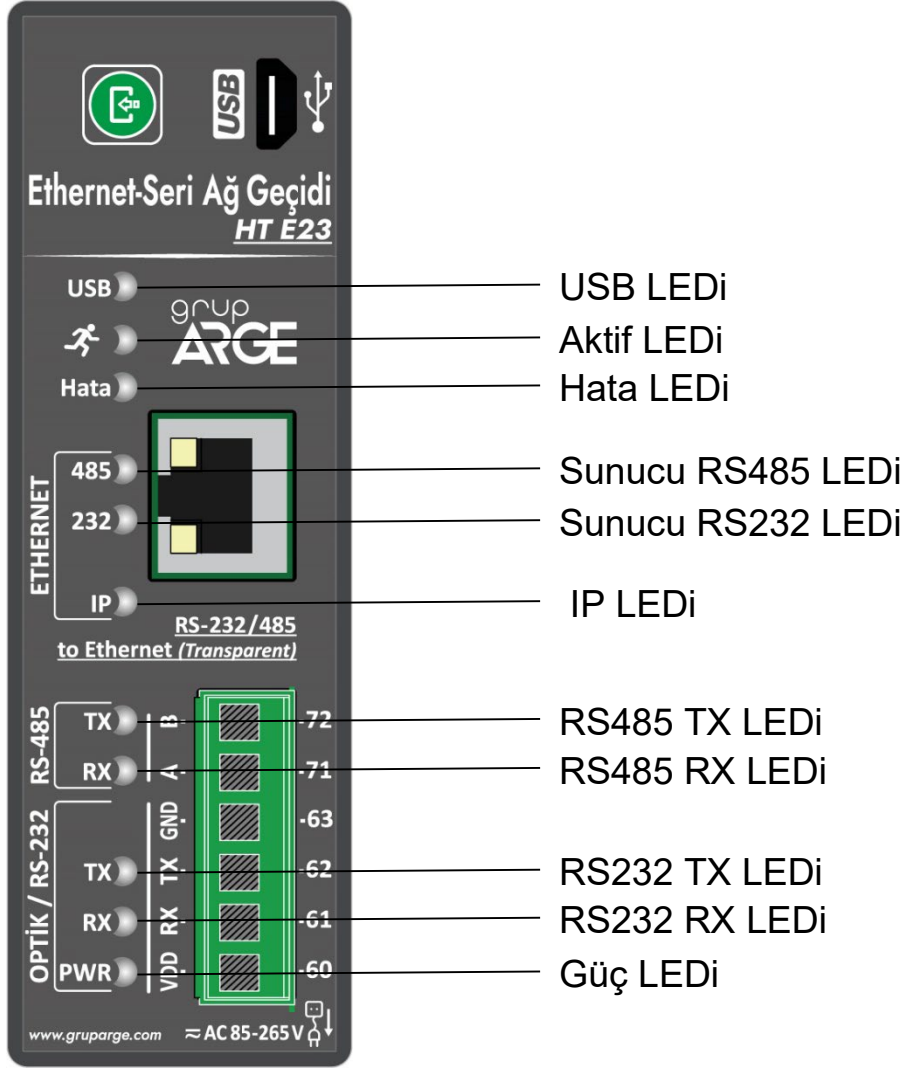 USB
Ethernet-Seri Ağ Geçidi
HT E23
USB
USB LEDi
grup
ARGE
Aktif LEDi
Hata
Hata LEDi
ETHERNET
485
Sunucu RS485 LEDi
232
Sunucu RS232 LEDi
IP
IP LEDi
RS-232/485
to Ethernet (Transparent)
RS-485
TX
B
-72
RS485 TX LEDi
RX
A
-71
RS485 RX LEDi
OPTİK / RS-232
GND
-63
TX
TX
-62
RS232 TX LEDi
RX
RX
-61
RS232 RX LEDi
PWR
VDD
-60
Güç LEDi
www.gruparge.com
≂ AC 85-265 V